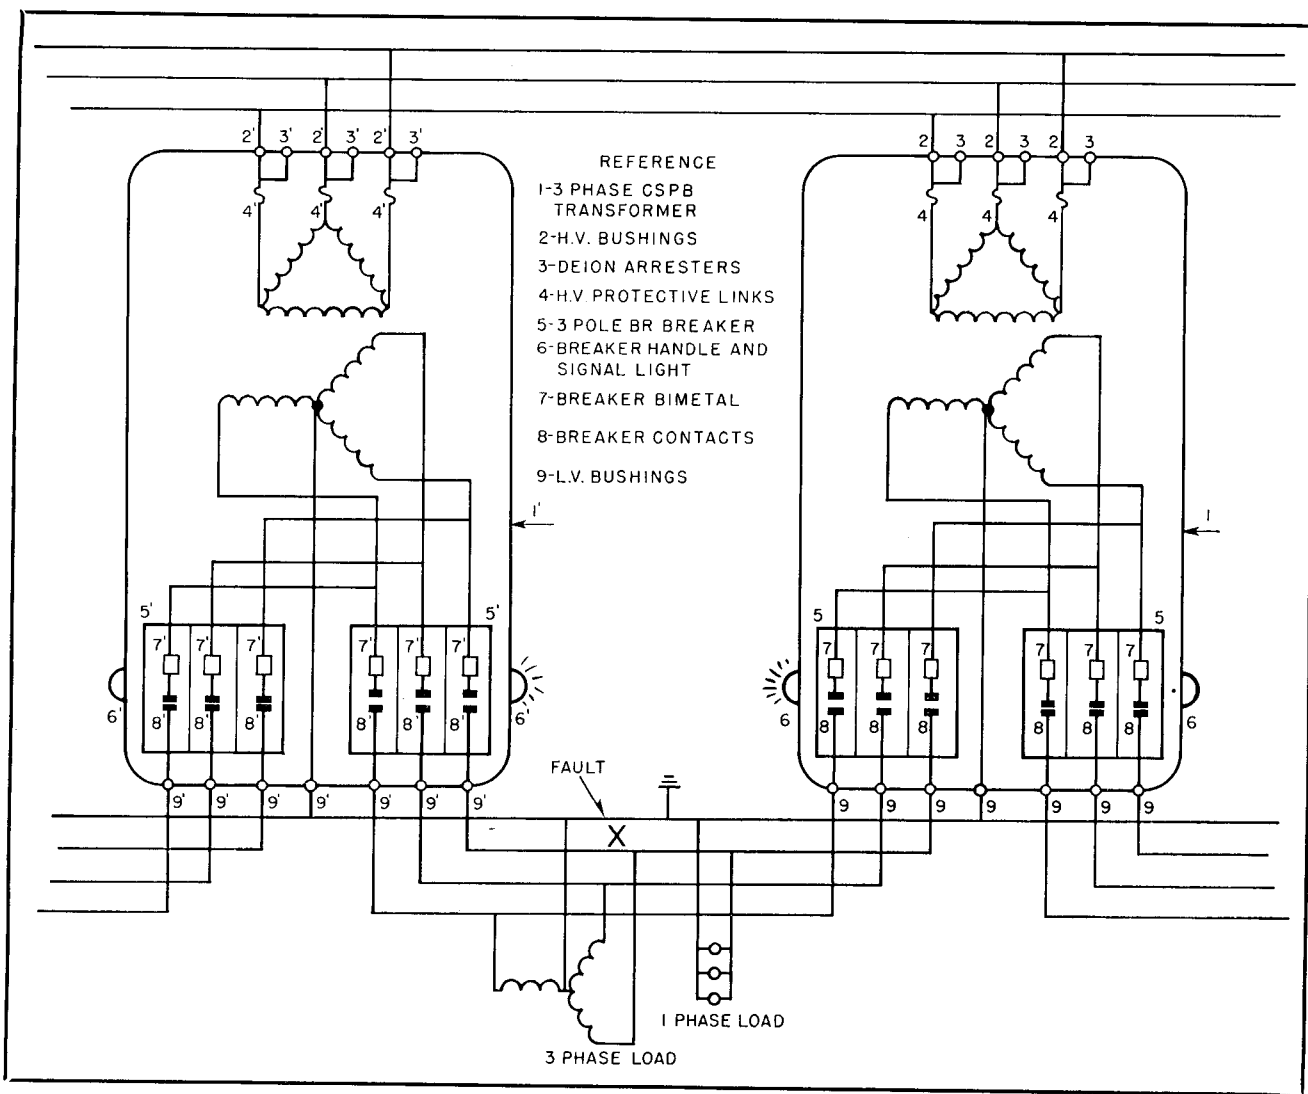 2' 3' 2' 3' 2' 3'
2 3 2 3 2 3
4' 4' 4'
4 4 4
REFERENCE
1-3 PHASE CSPB
TRANSFORMER
2-H.V. BUSHINGS
3-DEION ARRESTERS
4-H.V. PROTECTIVE LINKS
5-3 POLE BR BREAKER
6-BREAKER HANDLE AND
SIGNAL LIGHT
7-BREAKER BIMETAL
8-BREAKER CONTACTS
9-L.V. BUSHINGS
1'
1
5' 5'
5 5
7' 7' 7' 7' 7' 7'
7 7 7 7 7 7
6' 6'
6 6
8' 8' 8' 8' 8' 8'
8 8 8 8 8 8
FAULT
9' 9' 9' 9' 9' 9' 9'
9 9 9 9 9 9 9
X
1 PHASE LOAD
3 PHASE LOAD